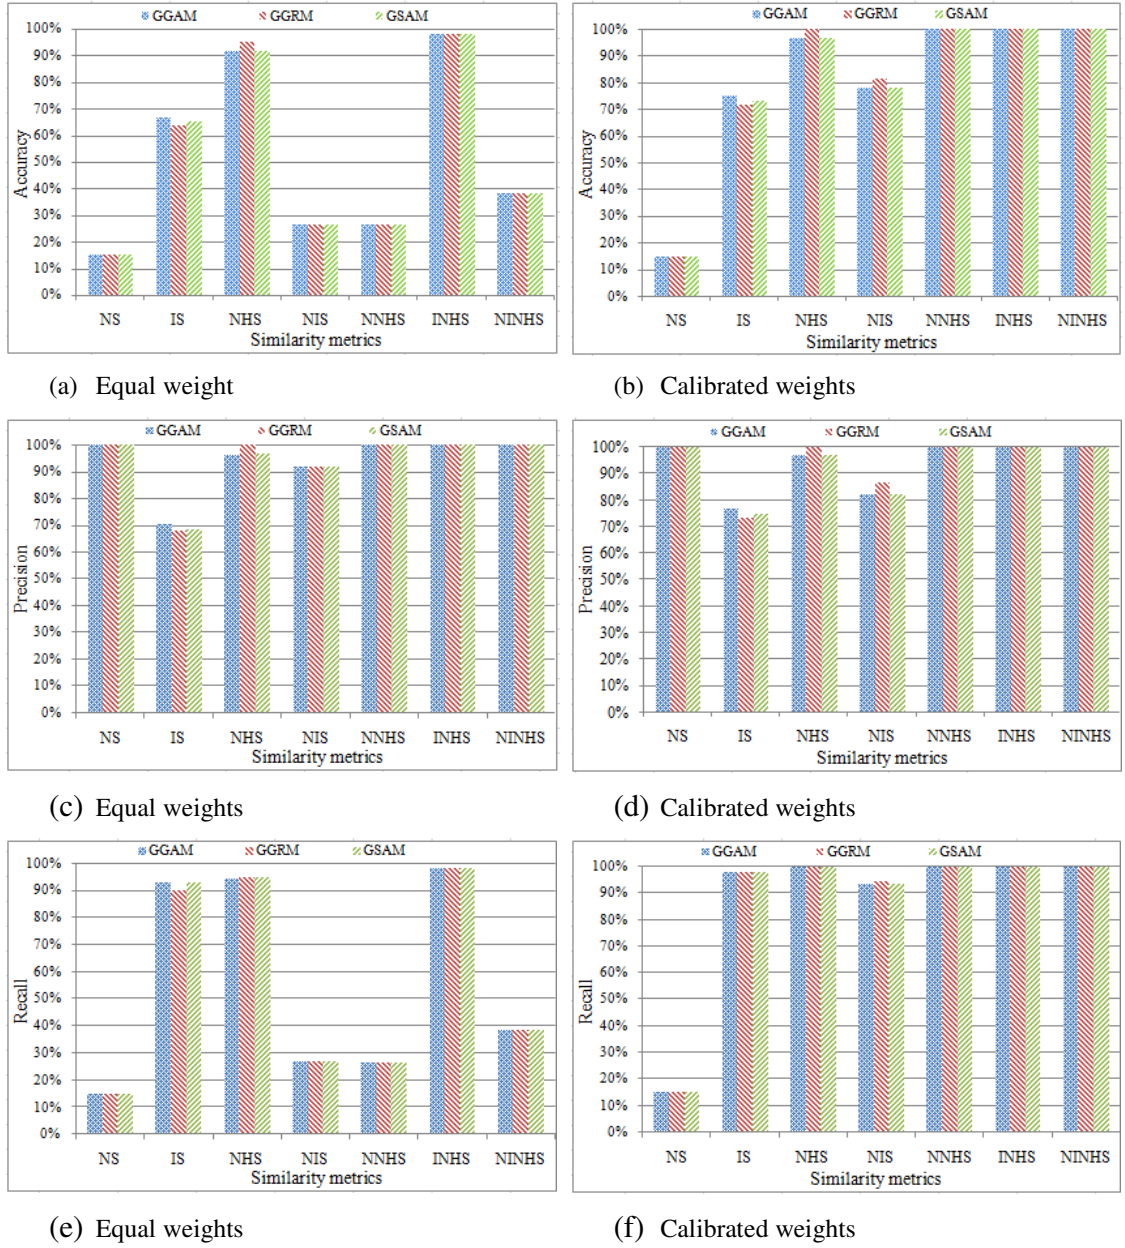 GGAM GGRM GSAM
100%
90%
80%
70%
60%
50%
40%
30%
20%
10%
0%
Accuracy
NS IS NHS NIS NNHS INHS NINHS
Similarity metrics
(a) Equal weight
GGAM GGRM GSAM
100%
90%
80%
70%
60%
50%
40%
30%
20%
10%
0%
Accuracy
NS IS NHS NIS NNHS INHS NINHS
Similarity metrics
(b) Calibrated weights
GGAM GGRM GSAM
100%
90%
80%
70%
60%
50%
40%
30%
20%
10%
0%
Precision
NS IS NHS NIS NNHS INHS NINHS
Similarity metrics
(c) Equal weights
GGAM GGRM GSAM
100%
90%
80%
70%
60%
50%
40%
30%
20%
10%
0%
Precision
NS IS NHS NIS NNHS INHS NINHS
Similarity metrics
(d) Calibrated weights
GGAM GGRM GSAM
100%
90%
80%
70%
60%
50%
40%
30%
20%
10%
0%
Recall
NS IS NHS NIS NNHS INHS NINHS
Similarity metrics
(e) Equal weights
GGAM GGRM GSAM
100%
90%
80%
70%
60%
50%
40%
30%
20%
10%
0%
Recall
NS IS NHS NIS NNHS INHS NINHS
Similarity metrics
(f) Calibrated weights